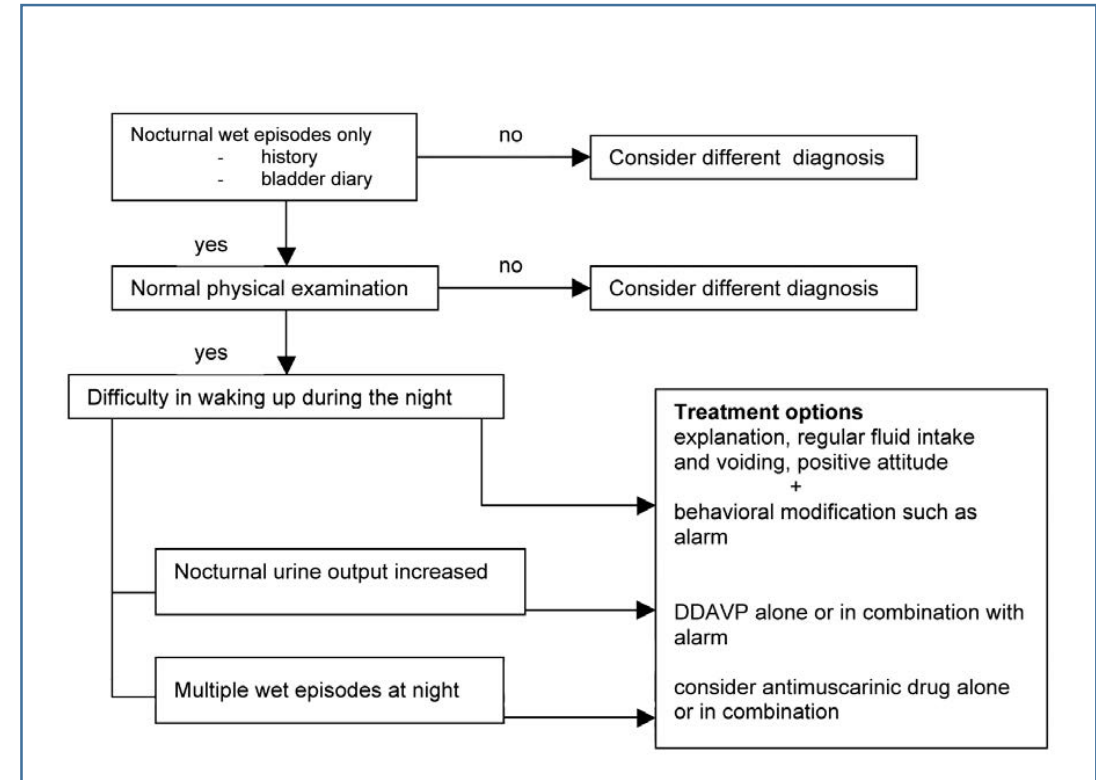 Nocturnal wet episodes only
- history
- bladder diary
no
Consider different diagnosis
yes
Normal physical examination
no
Consider different diagnosis
yes
Difficulty in waking up during the night
Treatment options
explanation, regular fluid intake
and voiding, positive attitude
+
behavioral modification such as
alarm
Nocturnal urine output increased
DDAVP alone or in combination with
alarm
Multiple wet episodes at night
consider antimuscarinic drug alone
or in combination